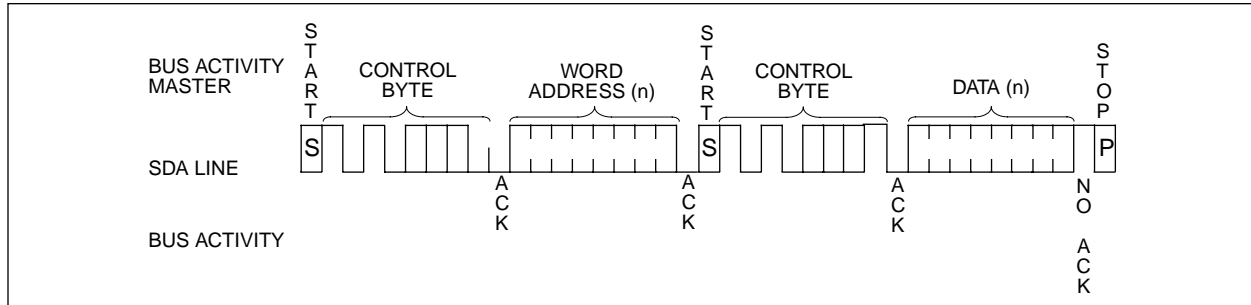 BUS ACTIVITY
MASTER
START
CONTROL
BYTE
WORD
ADDRESS (n)
START
CONTROL
BYTE
DATA (n)
STOP
SDA LINE
S
S
P
ACK
ACK
ACK
NO ACK
BUS ACTIVITY